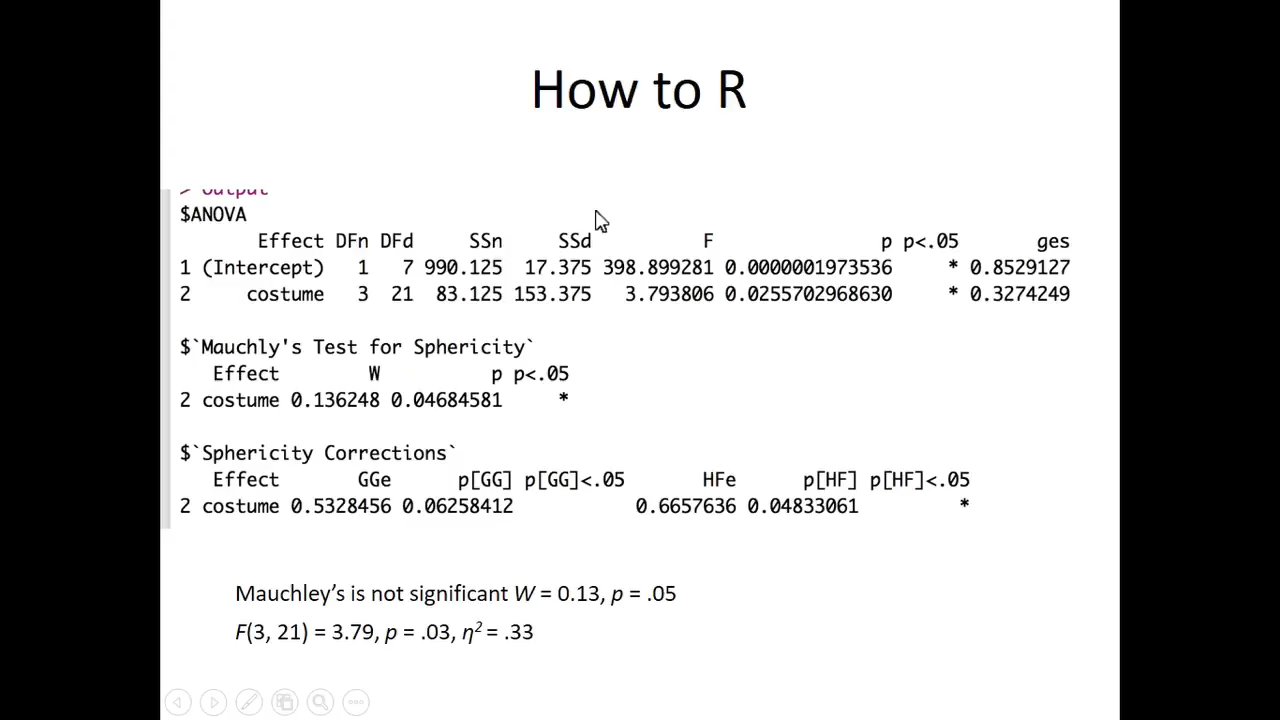 How to R
> output
$ANOVA
Effect DFn DFd SSn SSd F p p<.05 ges
1 (Intercept) 1 7 990.125 17.375 398.899281 0.0000001973536 * 0.8529127
2 costume 3 21 83.125 153.375 3.793806 0.0255702968630 * 0.3274249
$`Mauchly's Test for Sphericity`
Effect W p p<.05
2 costume 0.136248 0.04684581 *
$`Sphericity Corrections`
Effect GGe p[GG] p[GG]<.05 HFe p[HF] p[HF]<.05
2 costume 0.5328456 0.06258412 0.6657636 0.04833061 *
Mauchley’s is not significant W = 0.13, p = .05
F(3, 21) = 3.79, p = .03, η² = .33